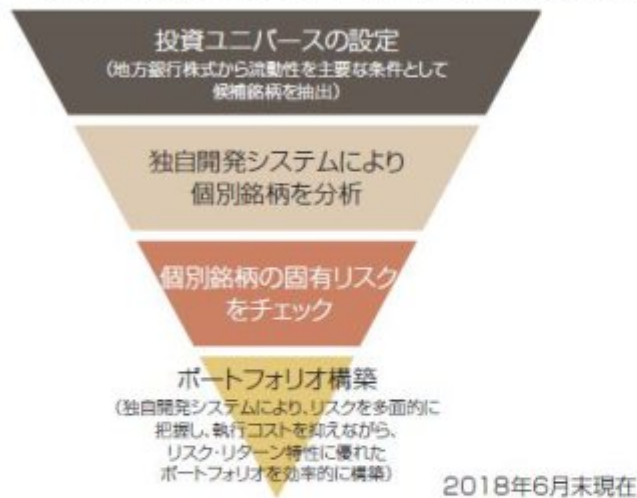 投資ユニバースの設定
(地方銀行株式から流動性を主要な条件として
候補銘柄を抽出)
独自開発システムにより
個別銘柄を分析
個別銘柄の固有リスク
をチェック
ポートフォリオ構築
(独自開発システムにより、リスクを多面的に
把握し、執行コストを抑えながら、
リスク・リターン特性に優れた
ポートフォリオを効率的に構築)
2018年6月末現在